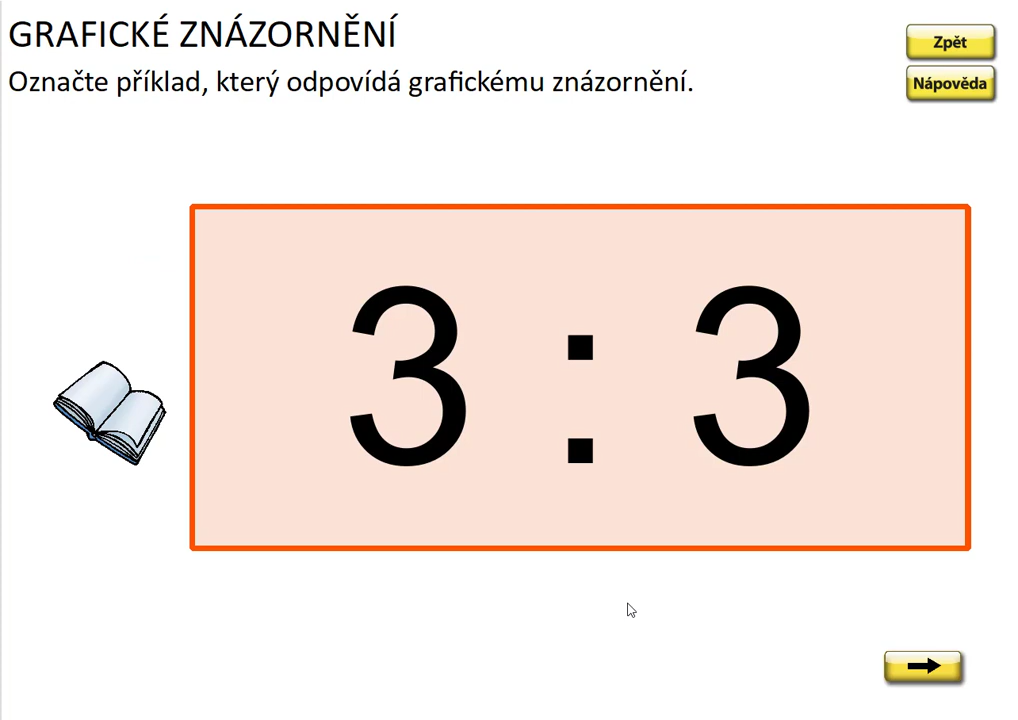 GRAFICKÉ ZNÁZORNĚNÍ
Zpět
Označte příklad, který odpovídá grafickému znázornění.
Nápověda
3 : 3